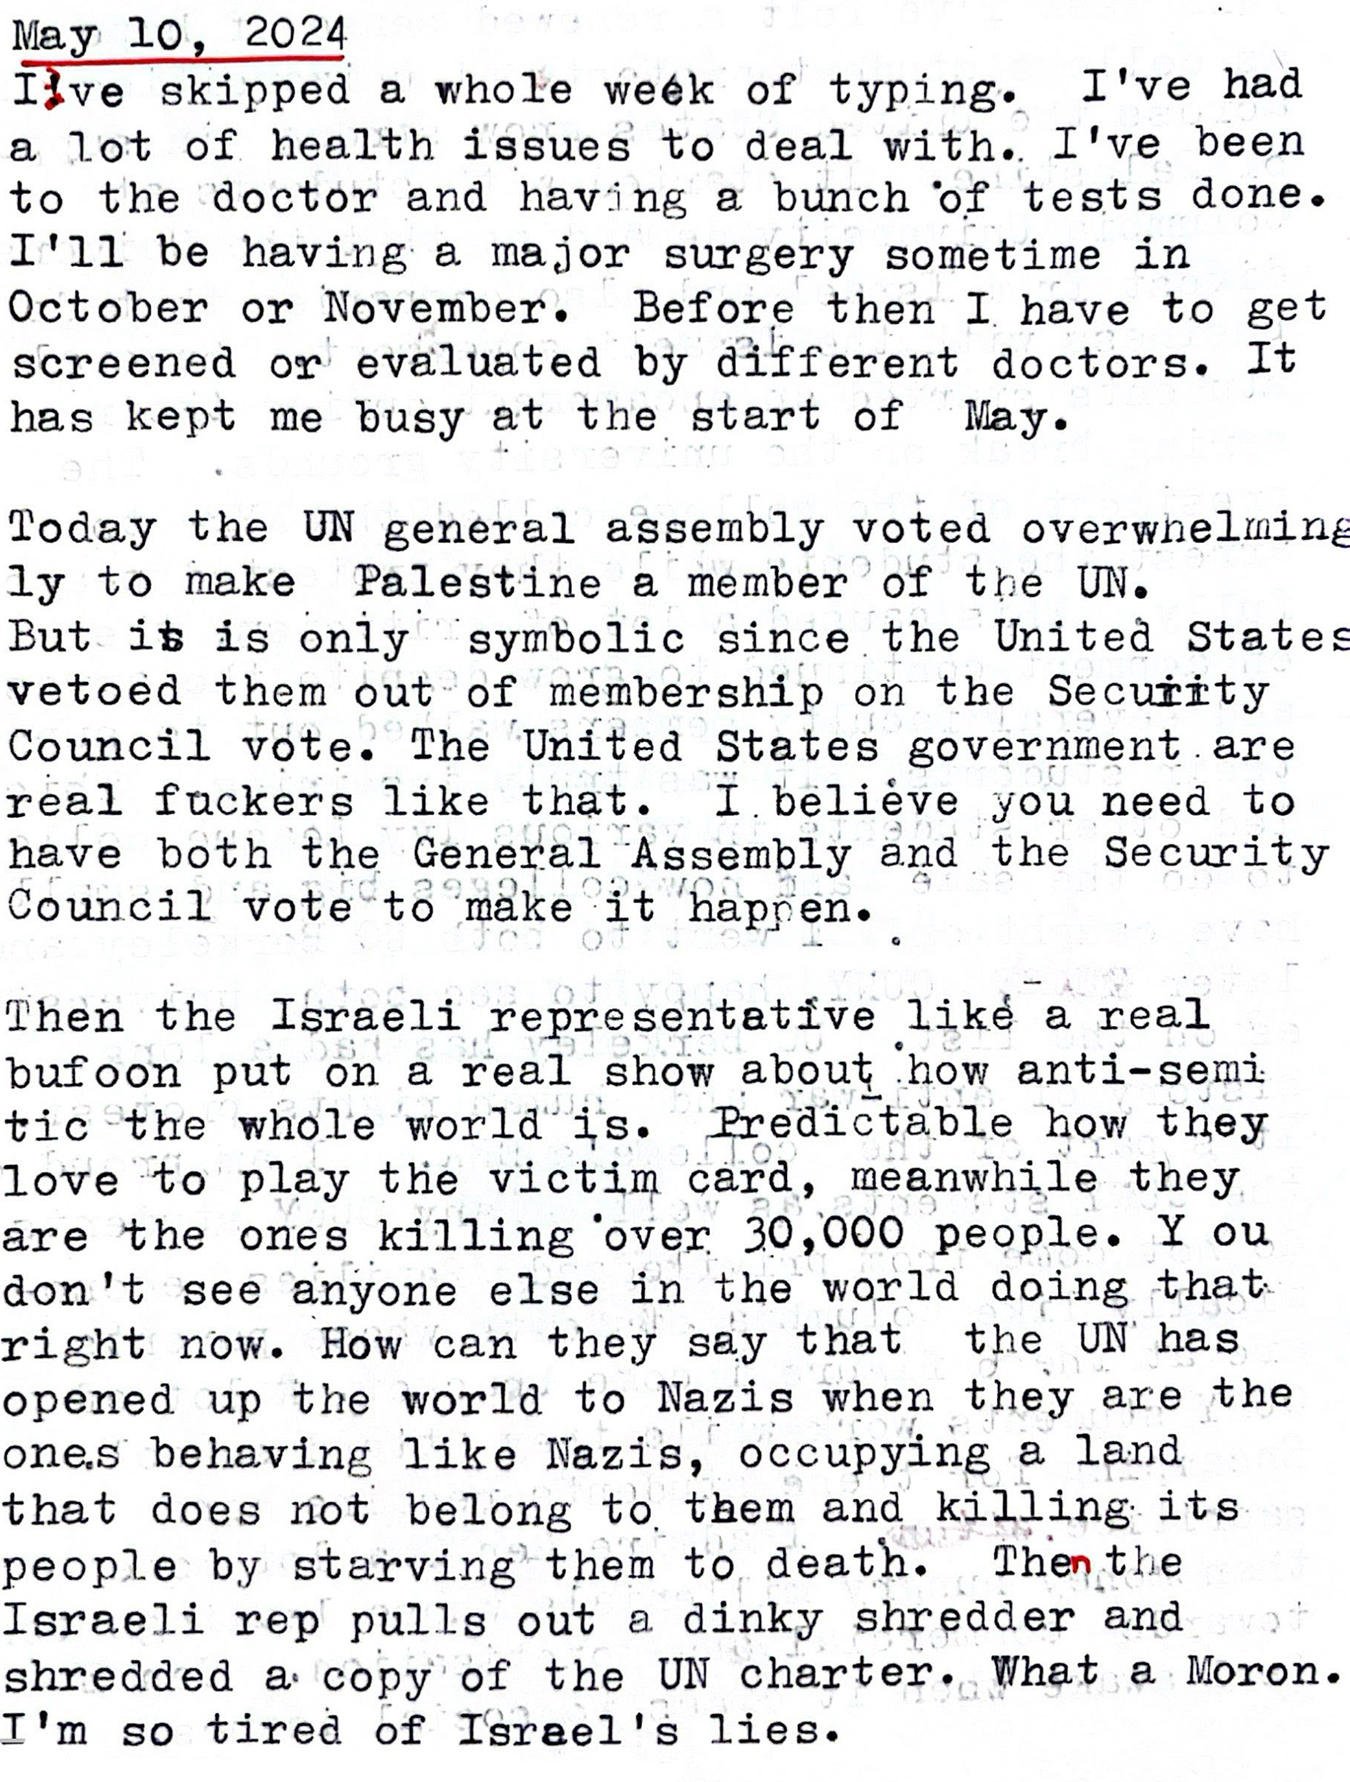 May 10, 2024
I've skipped a whole week of typing. I've had
a lot of health issues to deal with. I've been
to the doctor and having a bunch of tests done.
I'll be having a major surgery sometime in
October or November. Before then I have to get
screened or evaluated by different doctors. It
has kept me busy at the start of May.
Today the UN general assembly voted overwhelming
ly to make Palestine a member of the UN.
But it is only symbolic since the United States
vetoed them out of membership on the Security
Council vote. The United States government are
real fuckers like that. I believe you need to
have both the General Assembly and the Security
Council vote to make it happen.
Then the Israeli representative like a real
bufoon put on a real show about how anti-semi
tic the whole world is. Predictable how they
love to play the victim card, meanwhile they
are the ones killing over 30,000 people. Y ou
don't see anyone else in the world doing that
right now. How can they say that the UN has
opened up the world to Nazis when they are the
ones behaving like Nazis, occupying a land
that does not belong to them and killing its
people by starving them to death. Then the
Israeli rep pulls out a dinky shredder and
shredded a copy of the UN charter. What a Moron.
I'm so tired of Israel's lies.